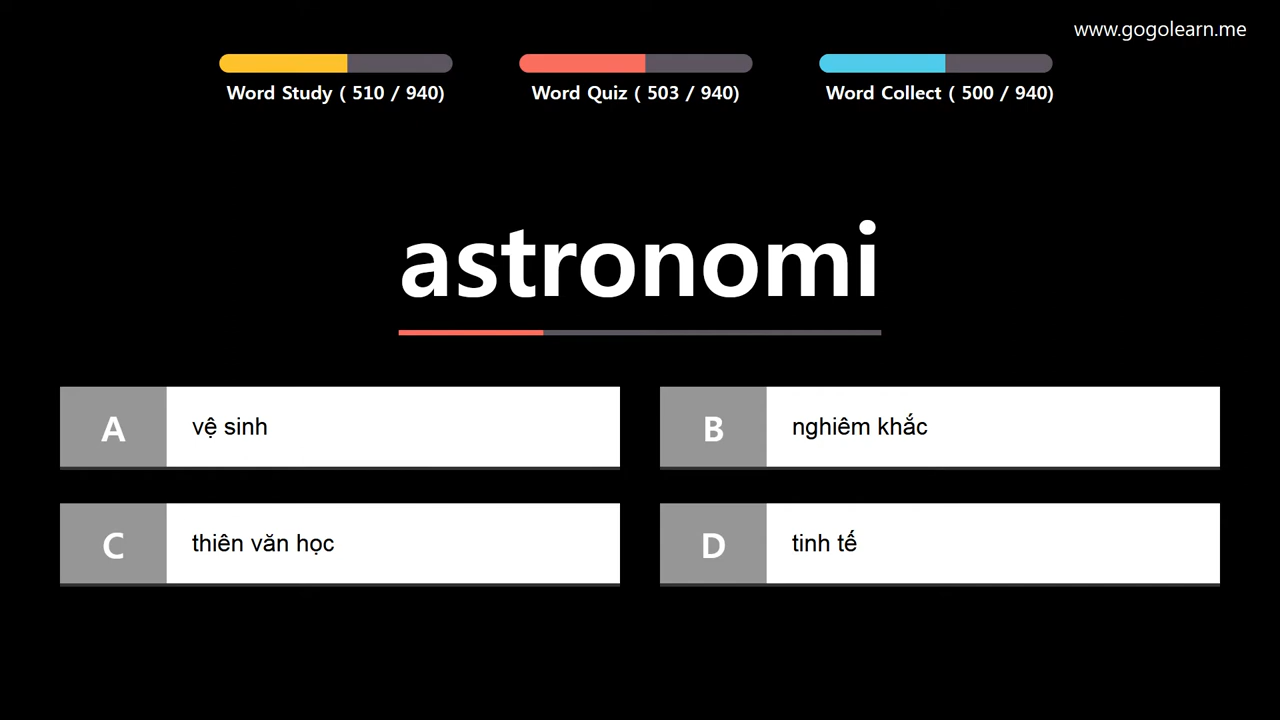 www.gogolearn.me
Word Study ( 510 / 940)
Word Quiz ( 503 / 940)
Word Collect ( 500 / 940)
astronomi
A vệ sinh
B nghiêm khắc
C thiên văn học
D tinh tế